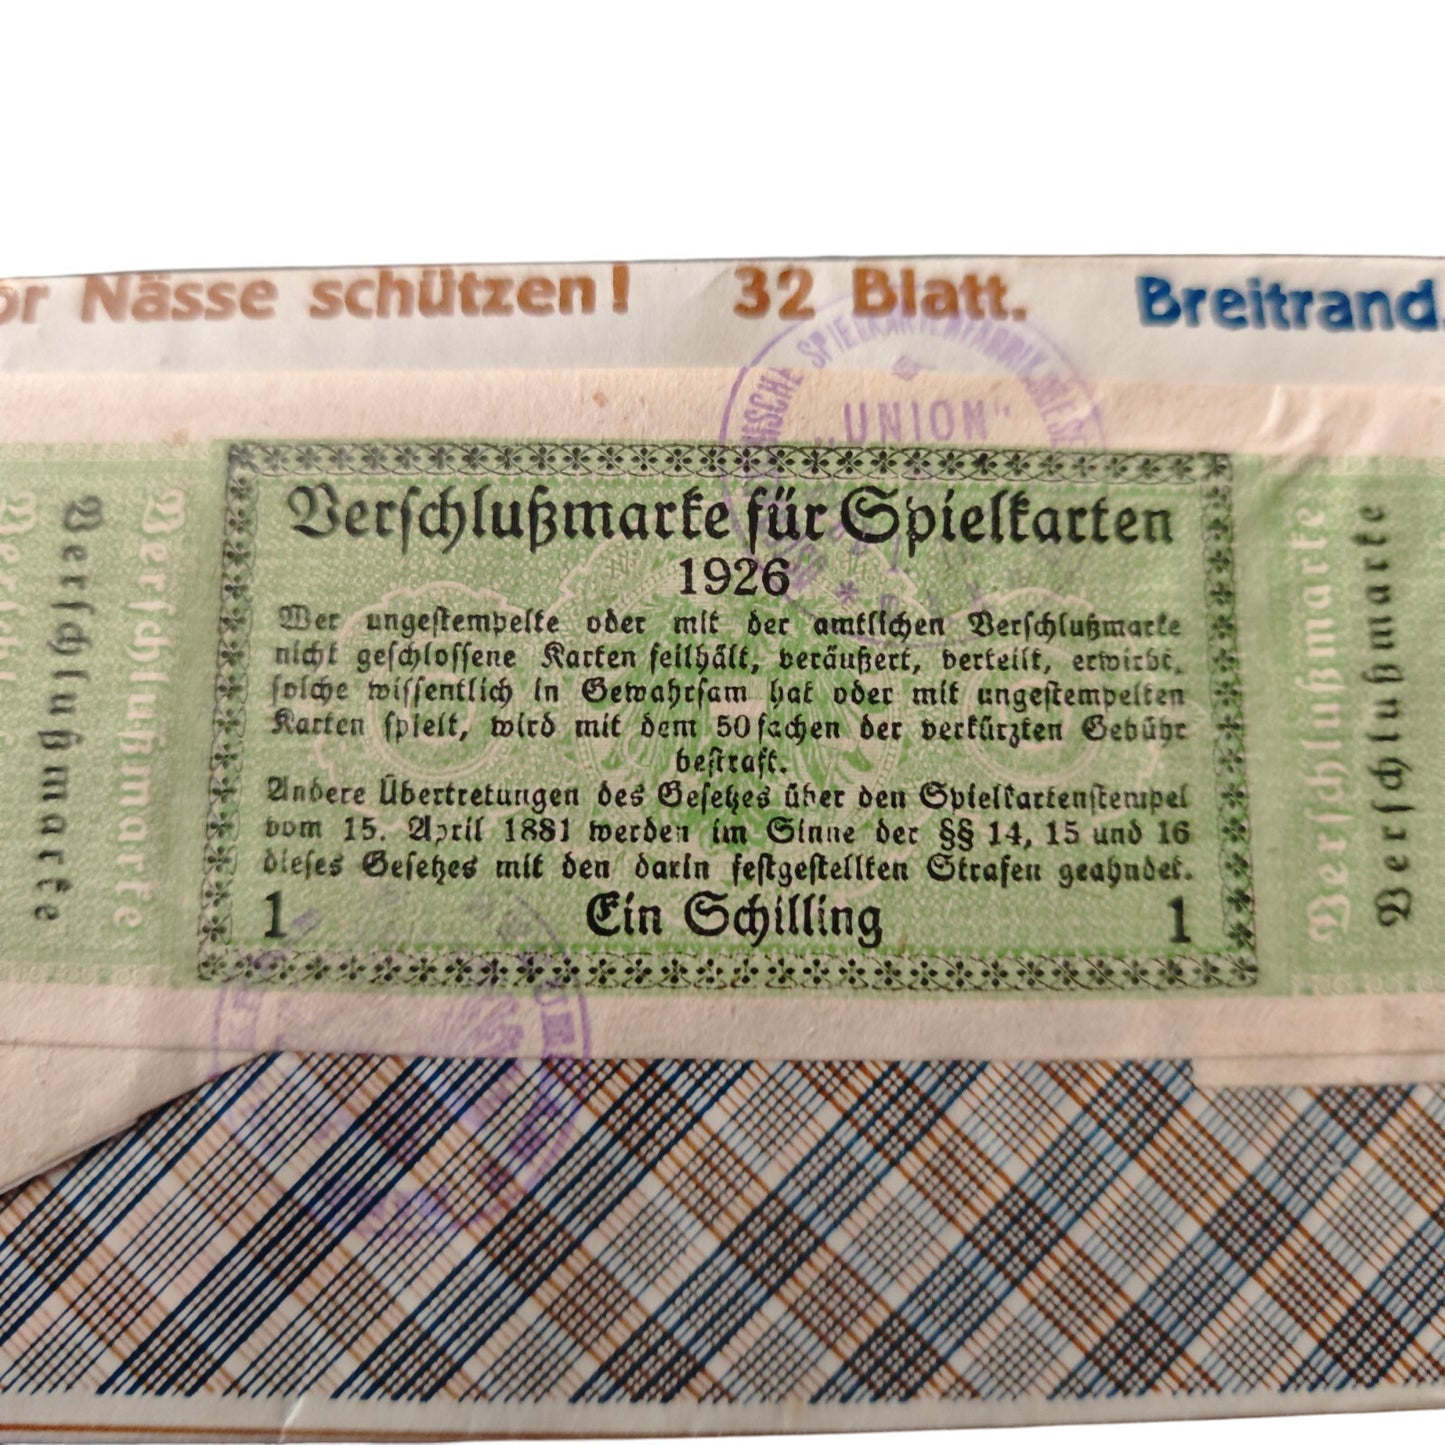 or Nässe schützen! 32 Blatt. Breitrand.
SPIELKARTENFABRIK
„UNION"
Verschlußmarke für Spielkarten
1926
Wer ungestempelte oder mit der amtlichen Verschlußmarke
nicht geschlossene Karten feilhält, veräußert, verteilt, erwirbt,
solche wissentlich in Gewahrsam hat oder mit ungestempelten
Karten spielt, wird mit dem 50fachen der verkürzten Gebühr
bestraft.
Andere Übertretungen des Gesetzes über den Spielkartenstempel
vom 15. April 1881 werden im Sinne der §§ 14, 15 und 16
dieses Gesetzes mit den darin festgestellten Strafen geahndet.
1 Ein Schilling 1
Verschlußmarke
Verschlußmarke
Verschlußmarke
Verschlußmarke